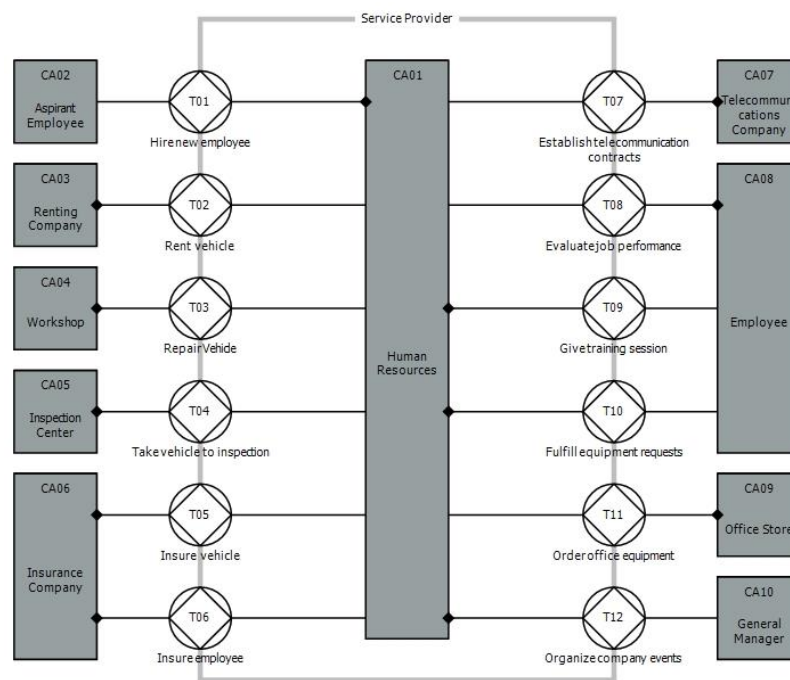 Service Provider
CA02
Aspirant
Employee
T01
Hire new employee
CA01
Human
Resources
T07
Establish telecommunication
contracts
CA07
Telecommuni
cations
Company
CA03
Renting
Company
T02
Rent vehicle
T08
Evaluate job performance
CA08
Employee
CA04
Workshop
T03
Repair Vehide
T09
Give training session
CA05
Inspection
Center
T04
Take vehicle to inspection
T10
Fulfill equipment requests
CA06
Insurance
Company
T05
Insure vehicle
T11
Order office equipment
CA09
Office Store
T06
Insure employee
T12
Organize company events
CA10
General
Manager